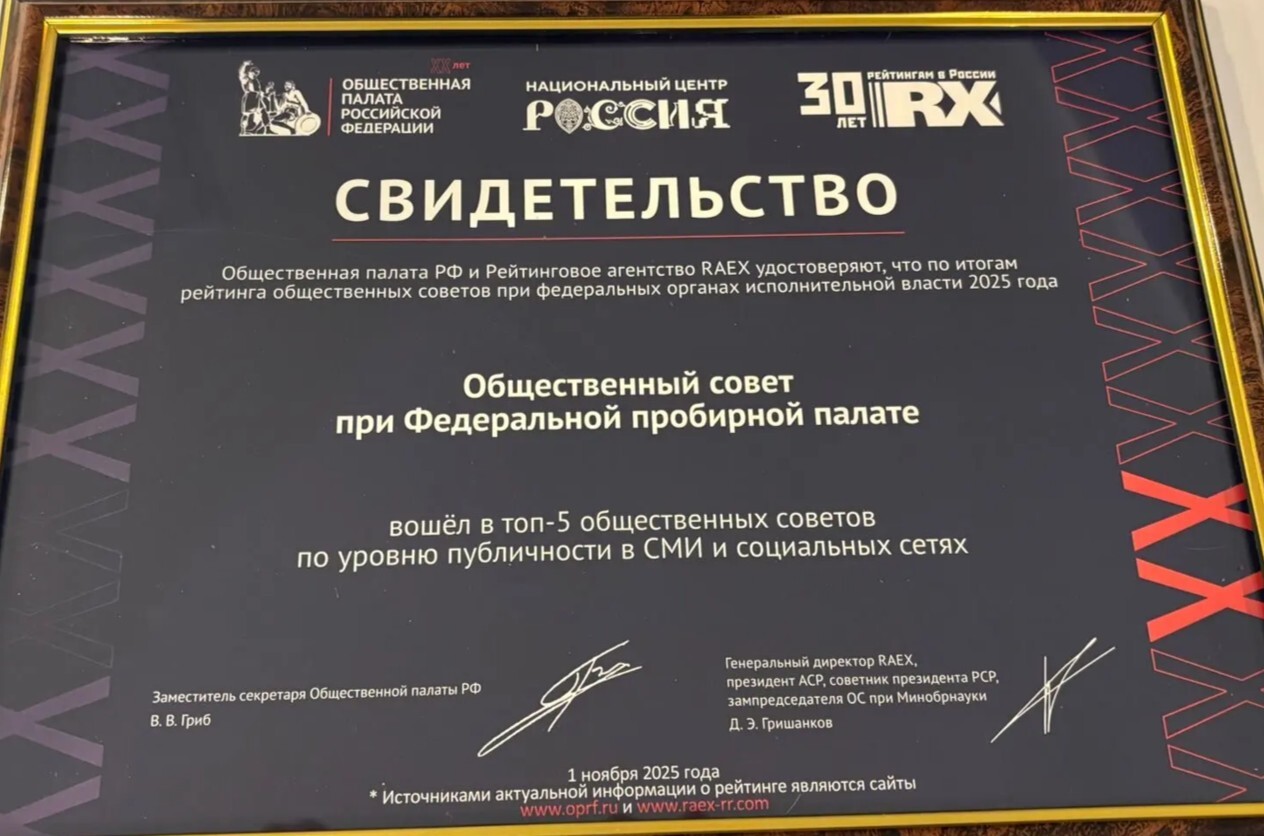 XX лет
ОБЩЕСТВЕННАЯ
ПАЛАТА
РОССИЙСКОЙ
ФЕДЕРАЦИИ
НАЦИОНАЛЬНЫЙ ЦЕНТР
РОССИЯ
30 ЛЕТ
РЕЙТИНГАМ В РОССИИ
RX
СВИДЕТЕЛЬСТВО
Общественная палата РФ и Рейтинговое агентство RAEX удостоверяют, что по итогам
рейтинга общественных советов при федеральных органах исполнительной власти 2025 года
Общественный совет
при Федеральной пробирной палате
вошёл в топ-5 общественных советов
по уровню публичности в СМИ и социальных сетях
Заместитель секретаря Общественной палаты РФ
В. В. Гриб
Генеральный директор RAEX,
президент АСР, советник президента РСР,
зампредседателя ОС при Минобрнауки
Д. Э. Гришанков
1 ноября 2025 года
* Источниками актуальной информации о рейтинге являются сайты
www.oprf.ru и www.raex-rr.com